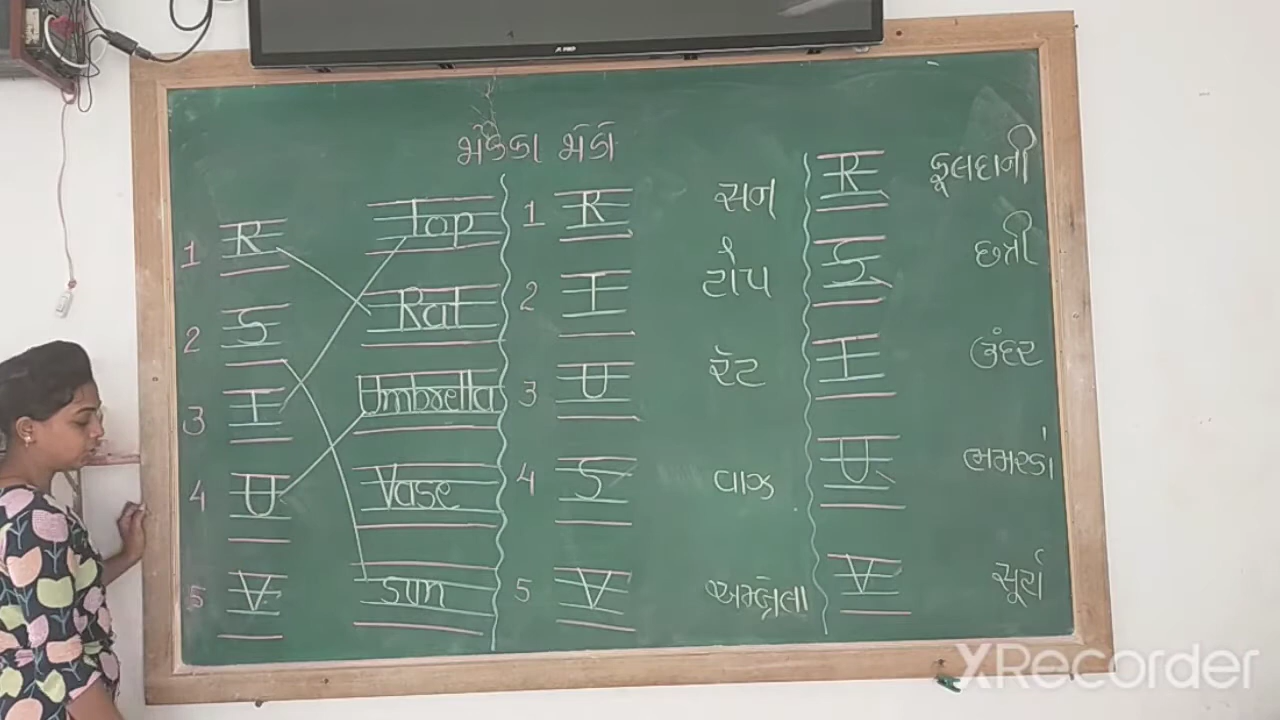 જોડકા જોડો
1 R Top
2 S Rat
3 T Umbrella
4 U Vase
5 V Sun
1 R સન
2 T ટોપ
3 U રેટ
4 S વાઝ
5 V અમ્બ્રેલા
R ફૂલદાની
S છત્રી
T ઉંદર
U ભમરડો
V સૂર્ય
XRecorder